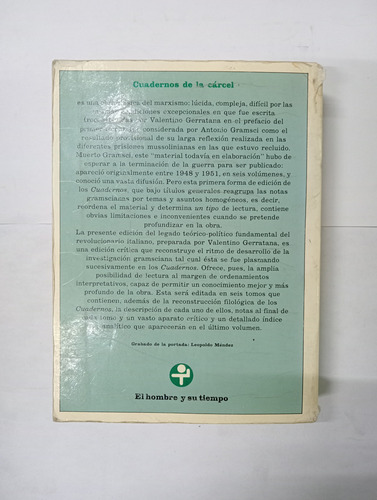 Cuadernos de la cárcel
es una obra del marxismo: lúcida, compleja, difícil por las
condiciones excepcionales en que fue escrita
por Valentino Gerratana en el prefacio del
considerada por Antonio Gramsci como el
resultado provisional de su larga reflexión realizada en las
diferentes prisiones mussolinianas en las que estuvo recluido.
Muerto Gramsci, este "material todavía en elaboración" hubo de
esperar a la terminación de la guerra para ser publicado:
apareció originalmente entre 1948 y 1951, en seis volúmenes, y
conoció una vasta difusión. Pero esta primera forma de edición de
los Cuadernos, que bajo títulos generales reagrupa las notas
gramscianas por temas y asuntos homogéneos, es decir,
reordena el material y determina un tipo de lectura, contiene
obvias limitaciones e inconvenientes cuando se pretende
profundizar en la obra.
La presente edición del legado teórico-político fundamental del
revolucionario italiano, preparada por Valentino Gerratana, es
una edición crítica que reconstruye el ritmo de desarrollo de la
investigación gramsciana tal cual ésta se fue plasmando
sucesivamente en los Cuadernos. Ofrece, pues, la amplia
posibilidad de lectura al margen de ordenamientos
interpretativos, capaz de permitir un conocimiento mejor y más
profundo de la obra. Esta será editada en seis tomos que
contienen, además de la reconstrucción filológica de los
Cuadernos, la descripción de cada uno de ellos, notas al final de
cada tomo y un vasto aparato crítico y un detallado índice
analítico que aparecerán en el último volumen.
Grabado de la portada: Leopoldo Méndez
El hombre y su tiempo